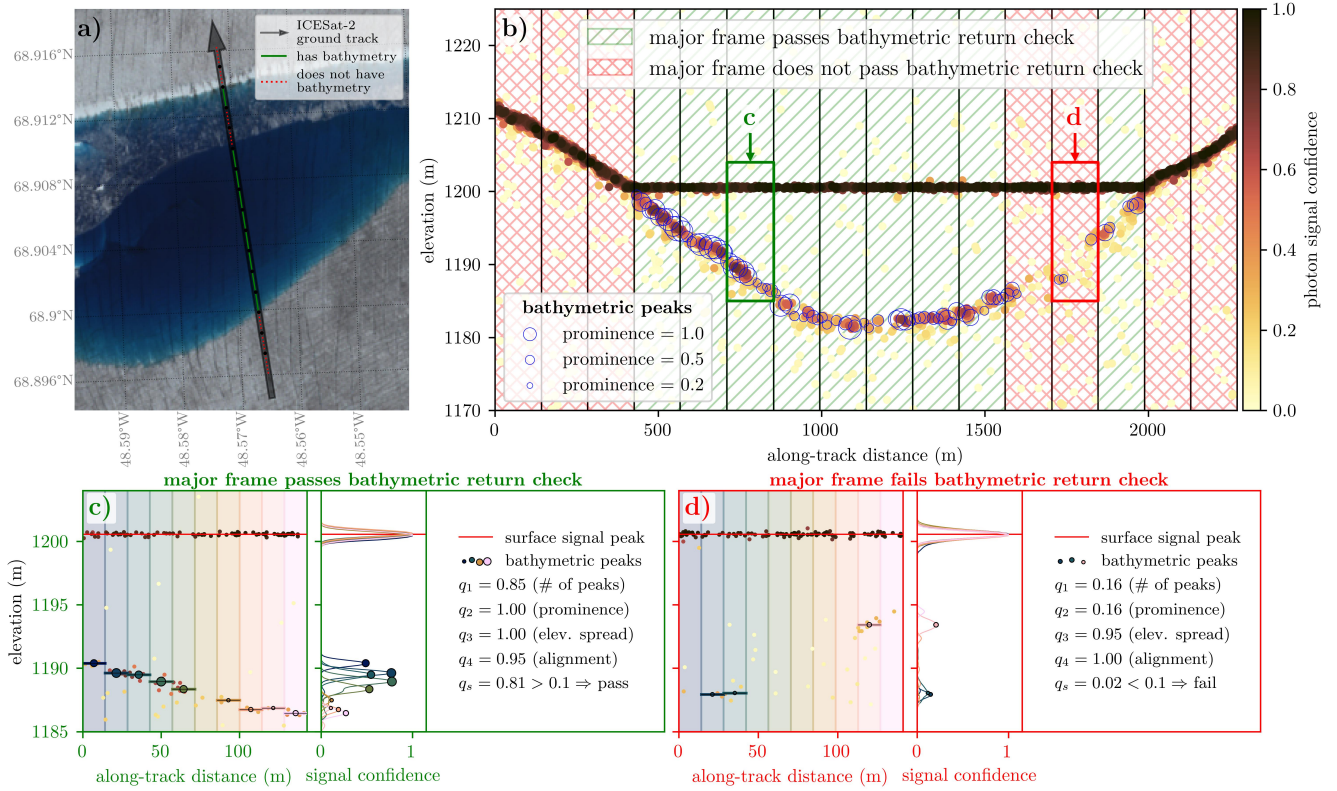 a)
ICESat-2
ground track
has bathymetry
does not have
bathymetry
68.916°N
68.912°N
68.908°N
68.904°N
68.9°N
68.896°N
48.59°W
48.58°W
48.57°W
48.56°W
48.55°W
b)
major frame passes bathymetric return check
major frame does not pass bathymetric return check
c
d
bathymetric peaks
prominence = 1.0
prominence = 0.5
prominence = 0.2
elevation (m)
1220
1210
1200
1190
1180
1170
0
500
1000
1500
2000
along-track distance (m)
1.0
0.8
0.6
0.4
0.2
0.0
photon signal confidence
major frame passes bathymetric return check
c)
elevation (m)
1200
1195
1190
1185
0
50
100
along-track distance (m)
0
1
signal confidence
surface signal peak
bathymetric peaks
q1 = 0.85 (# of peaks)
q2 = 1.00 (prominence)
q3 = 1.00 (elev. spread)
q4 = 0.95 (alignment)
qs = 0.81 > 0.1 ⇒ pass
major frame fails bathymetric return check
d)
0
50
100
along-track distance (m)
0
1
signal confidence
surface signal peak
bathymetric peaks
q1 = 0.16 (# of peaks)
q2 = 0.16 (prominence)
q3 = 0.95 (elev. spread)
q4 = 1.00 (alignment)
qs = 0.02 < 0.1 ⇒ fail